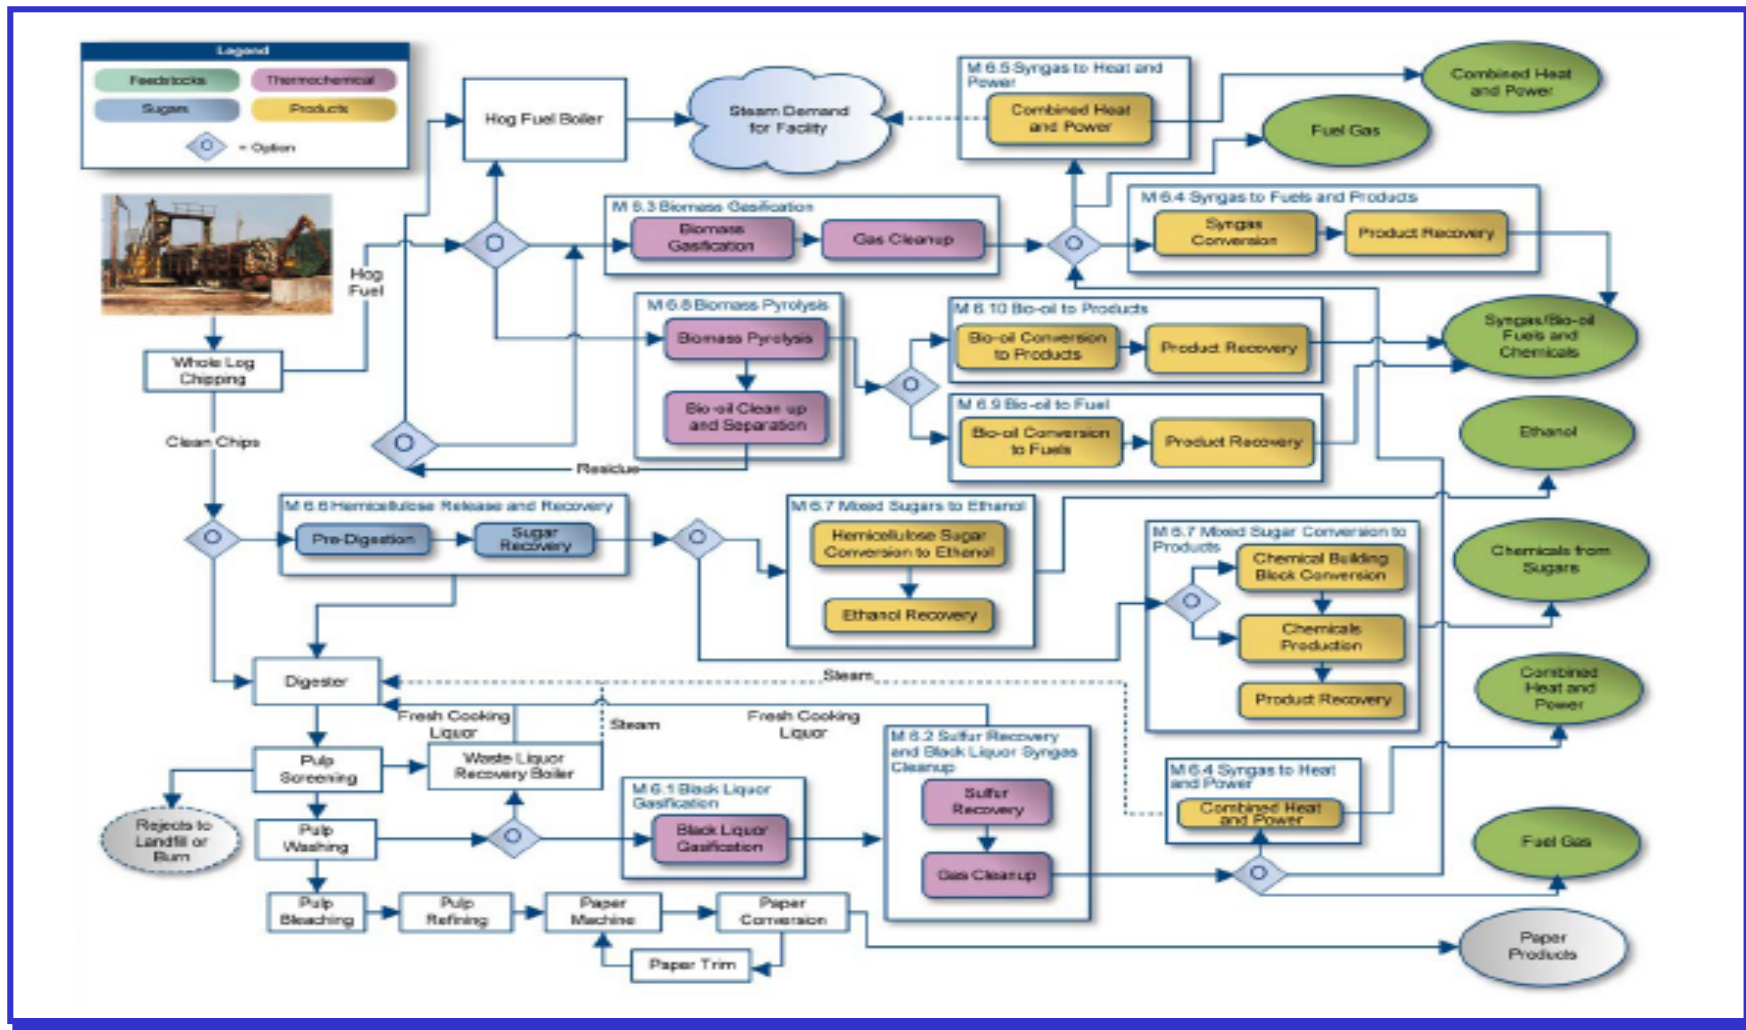 Legend
Feedstocks
Thermochemical
Sugars
Products
O
= Option
Hog Fuel Boiler
Steam Demand
for Facility
M 6.5 Syngas to Heat and
Power
Combined Heat
and Power
Combined Heat
and Power
Fuel Gas
Hog
Fuel
O
M 6.3 Biomass Gasification
Biomass
Gasification
Gas Cleanup
O
M 6.4 Syngas to Fuels and Products
Syngas
Conversion
Product Recovery
Whole Log
Chipping
M 6.8 Biomass Pyrolysis
Biomass Pyrolysis
Bio-oil Clean up
and Separation
O
M 6.10 Bio-oil to Products
Bio-oil Conversion
to Products
Product Recovery
M 6.9 Bio-oil to Fuel
Bio-oil Conversion
to Fuels
Product Recovery
Syngas/Bio-oil
Fuels and
Chemicals
Clean Chips
O
Residue
Ethanol
O
M 6.6 Hemicellulose Release and Recovery
Pre-Digestion
Sugar
Recovery
O
M 6.7 Mixed Sugars to Ethanol
Hemicellulose Sugar
Conversion to Ethanol
Ethanol Recovery
M 6.7 Mixed Sugar Conversion to
Products
O
Chemical Building
Block Conversion
Chemicals
Production
Product Recovery
Chemicals from
Sugars
Digester
Steam
Fresh Cooking
Liquor
Steam
Fresh Cooking
Liquor
Combined
Heat and
Power
Pulp
Screening
Waste Liquor
Recovery Boiler
M 6.2 Sulfur Recovery
and Black Liquor Syngas
Cleanup
Sulfur
Recovery
Gas Cleanup
M 6.4 Syngas to Heat
and Power
Combined Heat
and Power
O
Rejects to
Landfill or
Burn
Pulp
Washing
O
M 6.1 Black Liquor
Gasification
Black Liquor
Gasification
Fuel Gas
Pulp
Bleaching
Pulp
Refining
Paper
Machine
Paper
Conversion
Paper Trim
Paper
Products